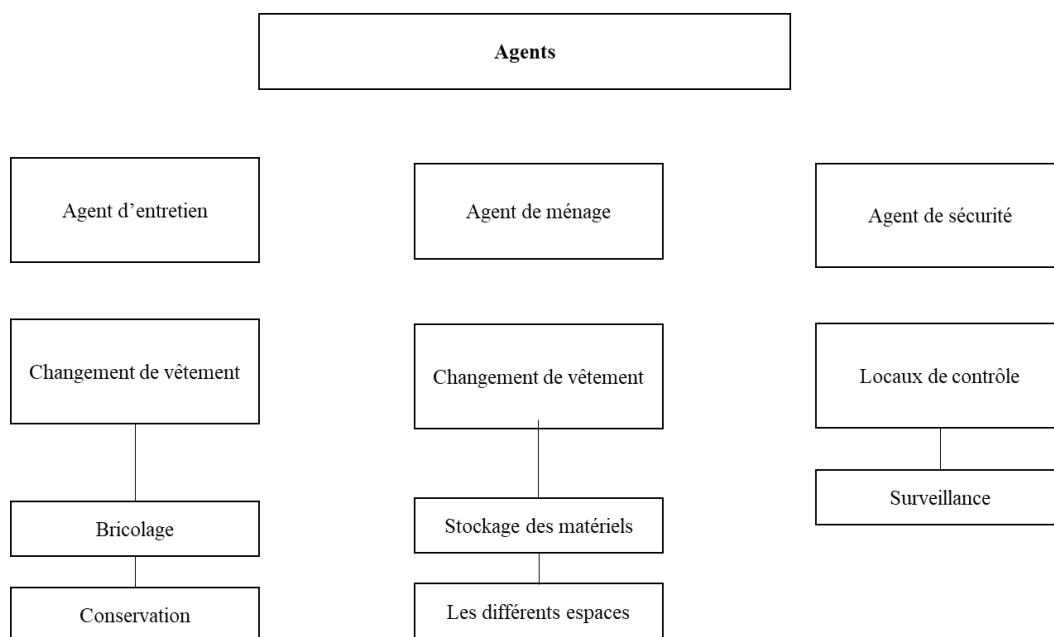 Agents
Agent d’entretien
Agent de ménage
Agent de sécurité
Changement de vêtement
Changement de vêtement
Locaux de contrôle
Bricolage
Stockage des matériels
Surveillance
Conservation
Les différents espaces